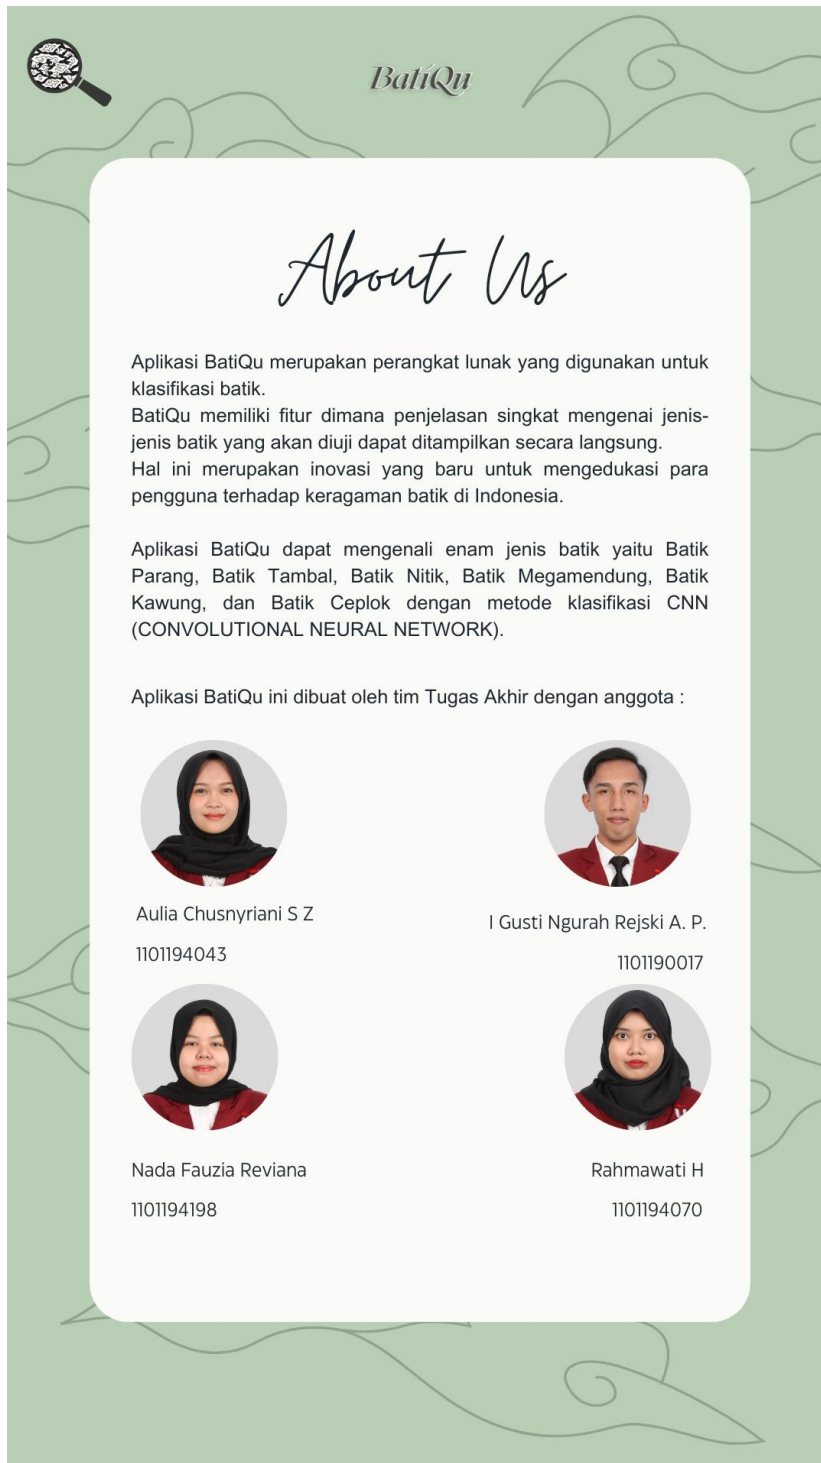 BatiQu
About Us
Aplikasi BatiQu merupakan perangkat lunak yang digunakan untuk
klasifikasi batik.
BatiQu memiliki fitur dimana penjelasan singkat mengenai jenis-
jenis batik yang akan diuji dapat ditampilkan secara langsung.
Hal ini merupakan inovasi yang baru untuk mengedukasi para
pengguna terhadap keragaman batik di Indonesia.
Aplikasi BatiQu dapat mengenali enam jenis batik yaitu Batik
Parang, Batik Tambal, Batik Nitik, Batik Megamendung, Batik
Kawung, dan Batik Ceplok dengan metode klasifikasi CNN
(CONVOLUTIONAL NEURAL NETWORK).
Aplikasi BatiQu ini dibuat oleh tim Tugas Akhir dengan anggota :
Aulia Chusnyriani S Z
1101194043
I Gusti Ngurah Rejski A. P.
1101190017
Nada Fauzia Reviana
1101194198
Rahmawati H
1101194070